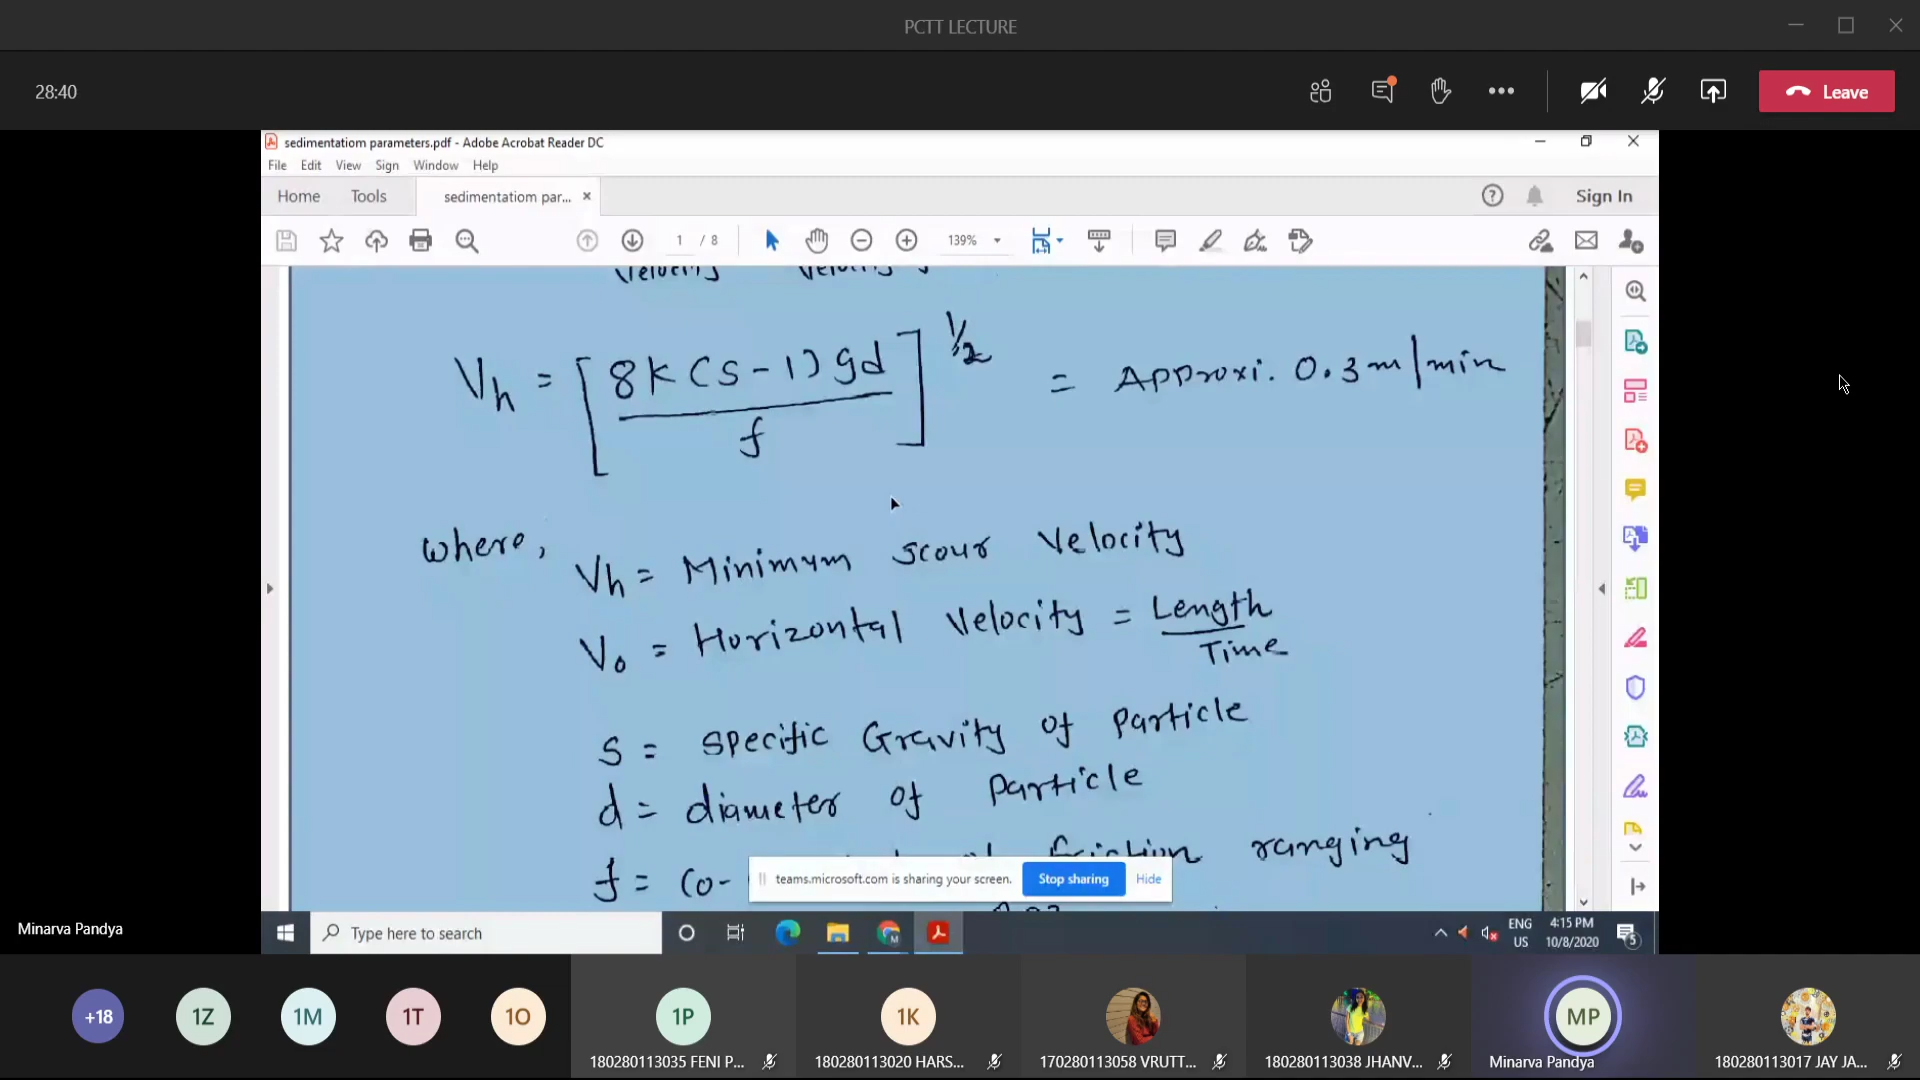 PCTT LECTURE
28:40
Leave
sedimentatiom parameters.pdf - Adobe Acrobat Reader DC
File Edit View Sign Window Help
Home Tools sedimentatiom par... × Sign In
1 / 8 139%
Velocity Velocity
Vh = [8K(S-1)gd / f]^1/2 = Approxi. 0.3m/min
where,
Vh = Minimum scour Velocity
Vo = Horizontal Velocity = Length
Time
S = Specific Gravity of Particle
d = diameter of Particle
f = Co- friction ranging
teams.microsoft.com is sharing your screen. Stop sharing Hide
Minarva Pandya
Type here to search
ENG
US
4:15 PM
10/8/2020
5
+18 1Z 1M 1T 1O 1P 1K MP
180280113035 FENI P... 180280113020 HARS... 170280113058 VRUTT... 180280113038 JHANV... Minarva Pandya 180280113017 JAY JA...